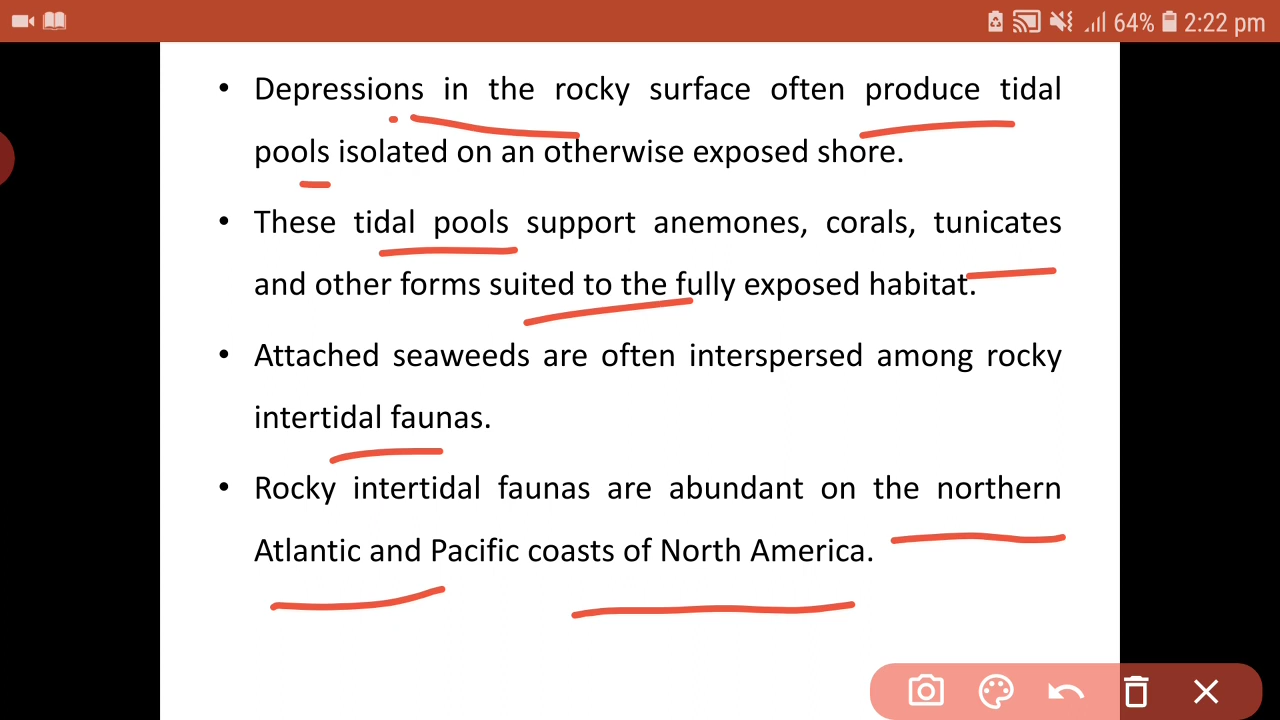 64% 2:22 pm
• Depressions in the rocky surface often produce tidal
pools isolated on an otherwise exposed shore.
• These tidal pools support anemones, corals, tunicates
and other forms suited to the fully exposed habitat.
• Attached seaweeds are often interspersed among rocky
intertidal faunas.
• Rocky intertidal faunas are abundant on the northern
Atlantic and Pacific coasts of North America.